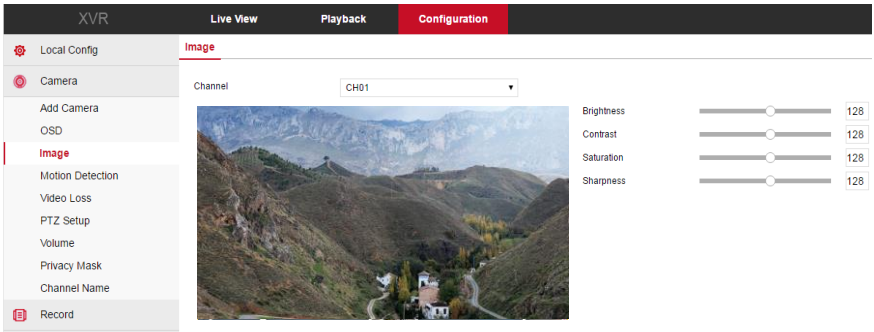 XVR
Live View
Playback
Configuration
Local Config
Camera
Add Camera
OSD
Image
Motion Detection
Video Loss
PTZ Setup
Volume
Privacy Mask
Channel Name
Record
Image
Channel
CH01
Brightness 128
Contrast 128
Saturation 128
Sharpness 128